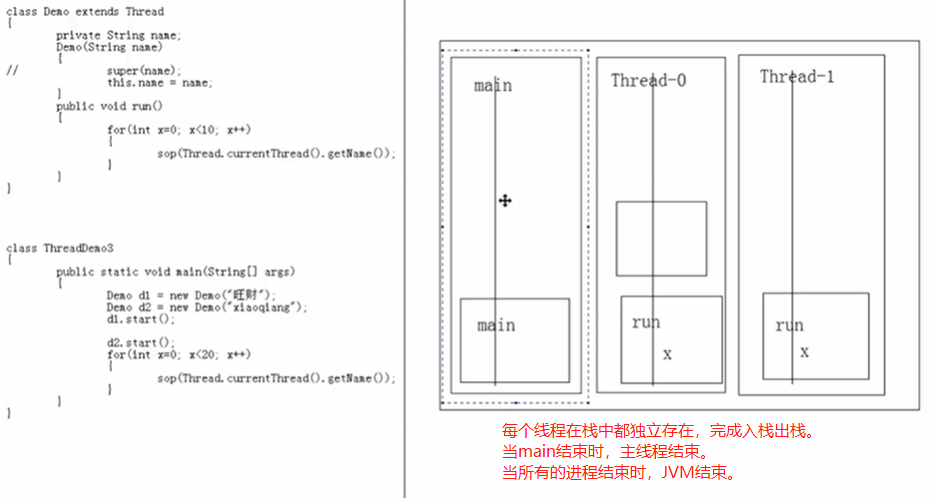 class Demo extends Thread
{
private String name;
Demo(String name)
{
// super(name);
this.name = name;
}
public void run()
{
for(int x=0; x<10; x++)
{
sop(Thread.currentThread().getName());
}
}
}
class ThreadDemo3
{
public static void main(String[] args)
{
Demo d1 = new Demo("旺财");
Demo d2 = new Demo("xiaoqiang");
d1.start();
d2.start();
for(int x=0; x<20; x++)
{
sop(Thread.currentThread().getName());
}
}
}
main
Thread-0
Thread-1
main
run
x
run
x
每个线程在栈中都独立存在，完成入栈出栈。
当main结束时，主线程结束。
当所有的进程结束时，JVM结束。